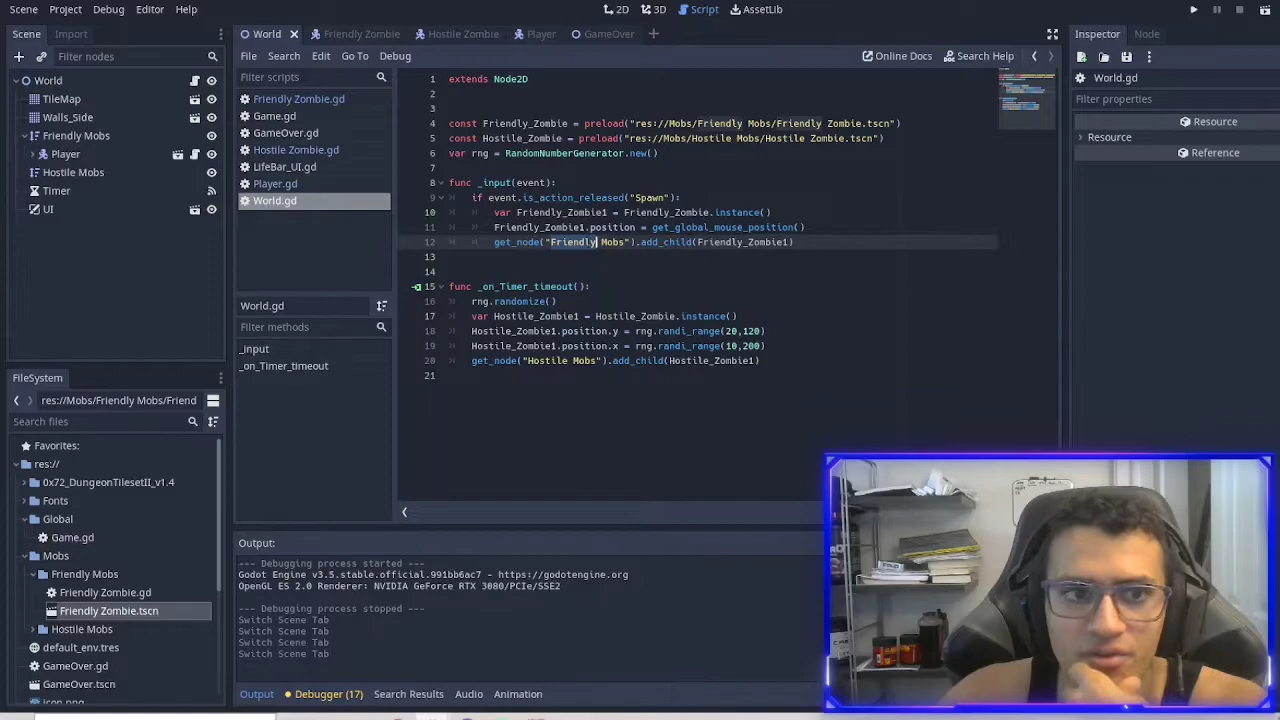 Scene Project Debug Editor Help
2D 3D Script AssetLib
Scene Import
Filter nodes
World
TileMap
Walls_Side
Friendly Mobs
Player
Hostile Mobs
Timer
UI
FileSystem
res://Mobs/Friendly Mobs/Friend
Search files
Favorites:
res://
0x72_DungeonTilesetII_v1.4
Fonts
Global
Game.gd
Mobs
Friendly Mobs
Friendly Zombie.gd
Friendly Zombie.tscn
Hostile Mobs
default_env.tres
GameOver.gd
GameOver.tscn
icon.png
World Friendly Zombie Hostile Zombie Player GameOver
File Search Edit Go To Debug
Online Docs Search Help
Filter scripts
Friendly Zombie.gd
Game.gd
GameOver.gd
Hostile Zombie.gd
LifeBar_UI.gd
Player.gd
World.gd
World.gd
Filter methods
_input
_on_Timer_timeout
1 extends Node2D
2
3
4 const Friendly_Zombie = preload("res://Mobs/Friendly Mobs/Friendly Zombie.tscn")
5 const Hostile_Zombie = preload("res://Mobs/Hostile Mobs/Hostile Zombie.tscn")
6 var rng = RandomNumberGenerator.new()
7
8 func _input(event):
9 if event.is_action_released("Spawn"):
10 var Friendly_Zombie1 = Friendly_Zombie.instance()
11 Friendly_Zombie1.position = get_global_mouse_position()
12 get_node("Friendly Mobs").add_child(Friendly_Zombie1)
13
14
15 func _on_Timer_timeout():
16 rng.randomize()
17 var Hostile_Zombie1 = Hostile_Zombie.instance()
18 Hostile_Zombie1.position.y = rng.randi_range(20,120)
19 Hostile_Zombie1.position.x = rng.randi_range(10,200)
20 get_node("Hostile Mobs").add_child(Hostile_Zombie1)
21
Output:
--- Debugging process started ---
Godot Engine v3.5.stable.official.991bb6ac7 - https://godotengine.org
OpenGL ES 2.0 Renderer: NVIDIA GeForce RTX 3080/PCIe/SSE2
--- Debugging process stopped ---
Switch Scene Tab
Switch Scene Tab
Switch Scene Tab
Switch Scene Tab
Output Debugger (17) Search Results Audio Animation
Inspector Node
World.gd
Filter properties
Resource
Resource
Reference